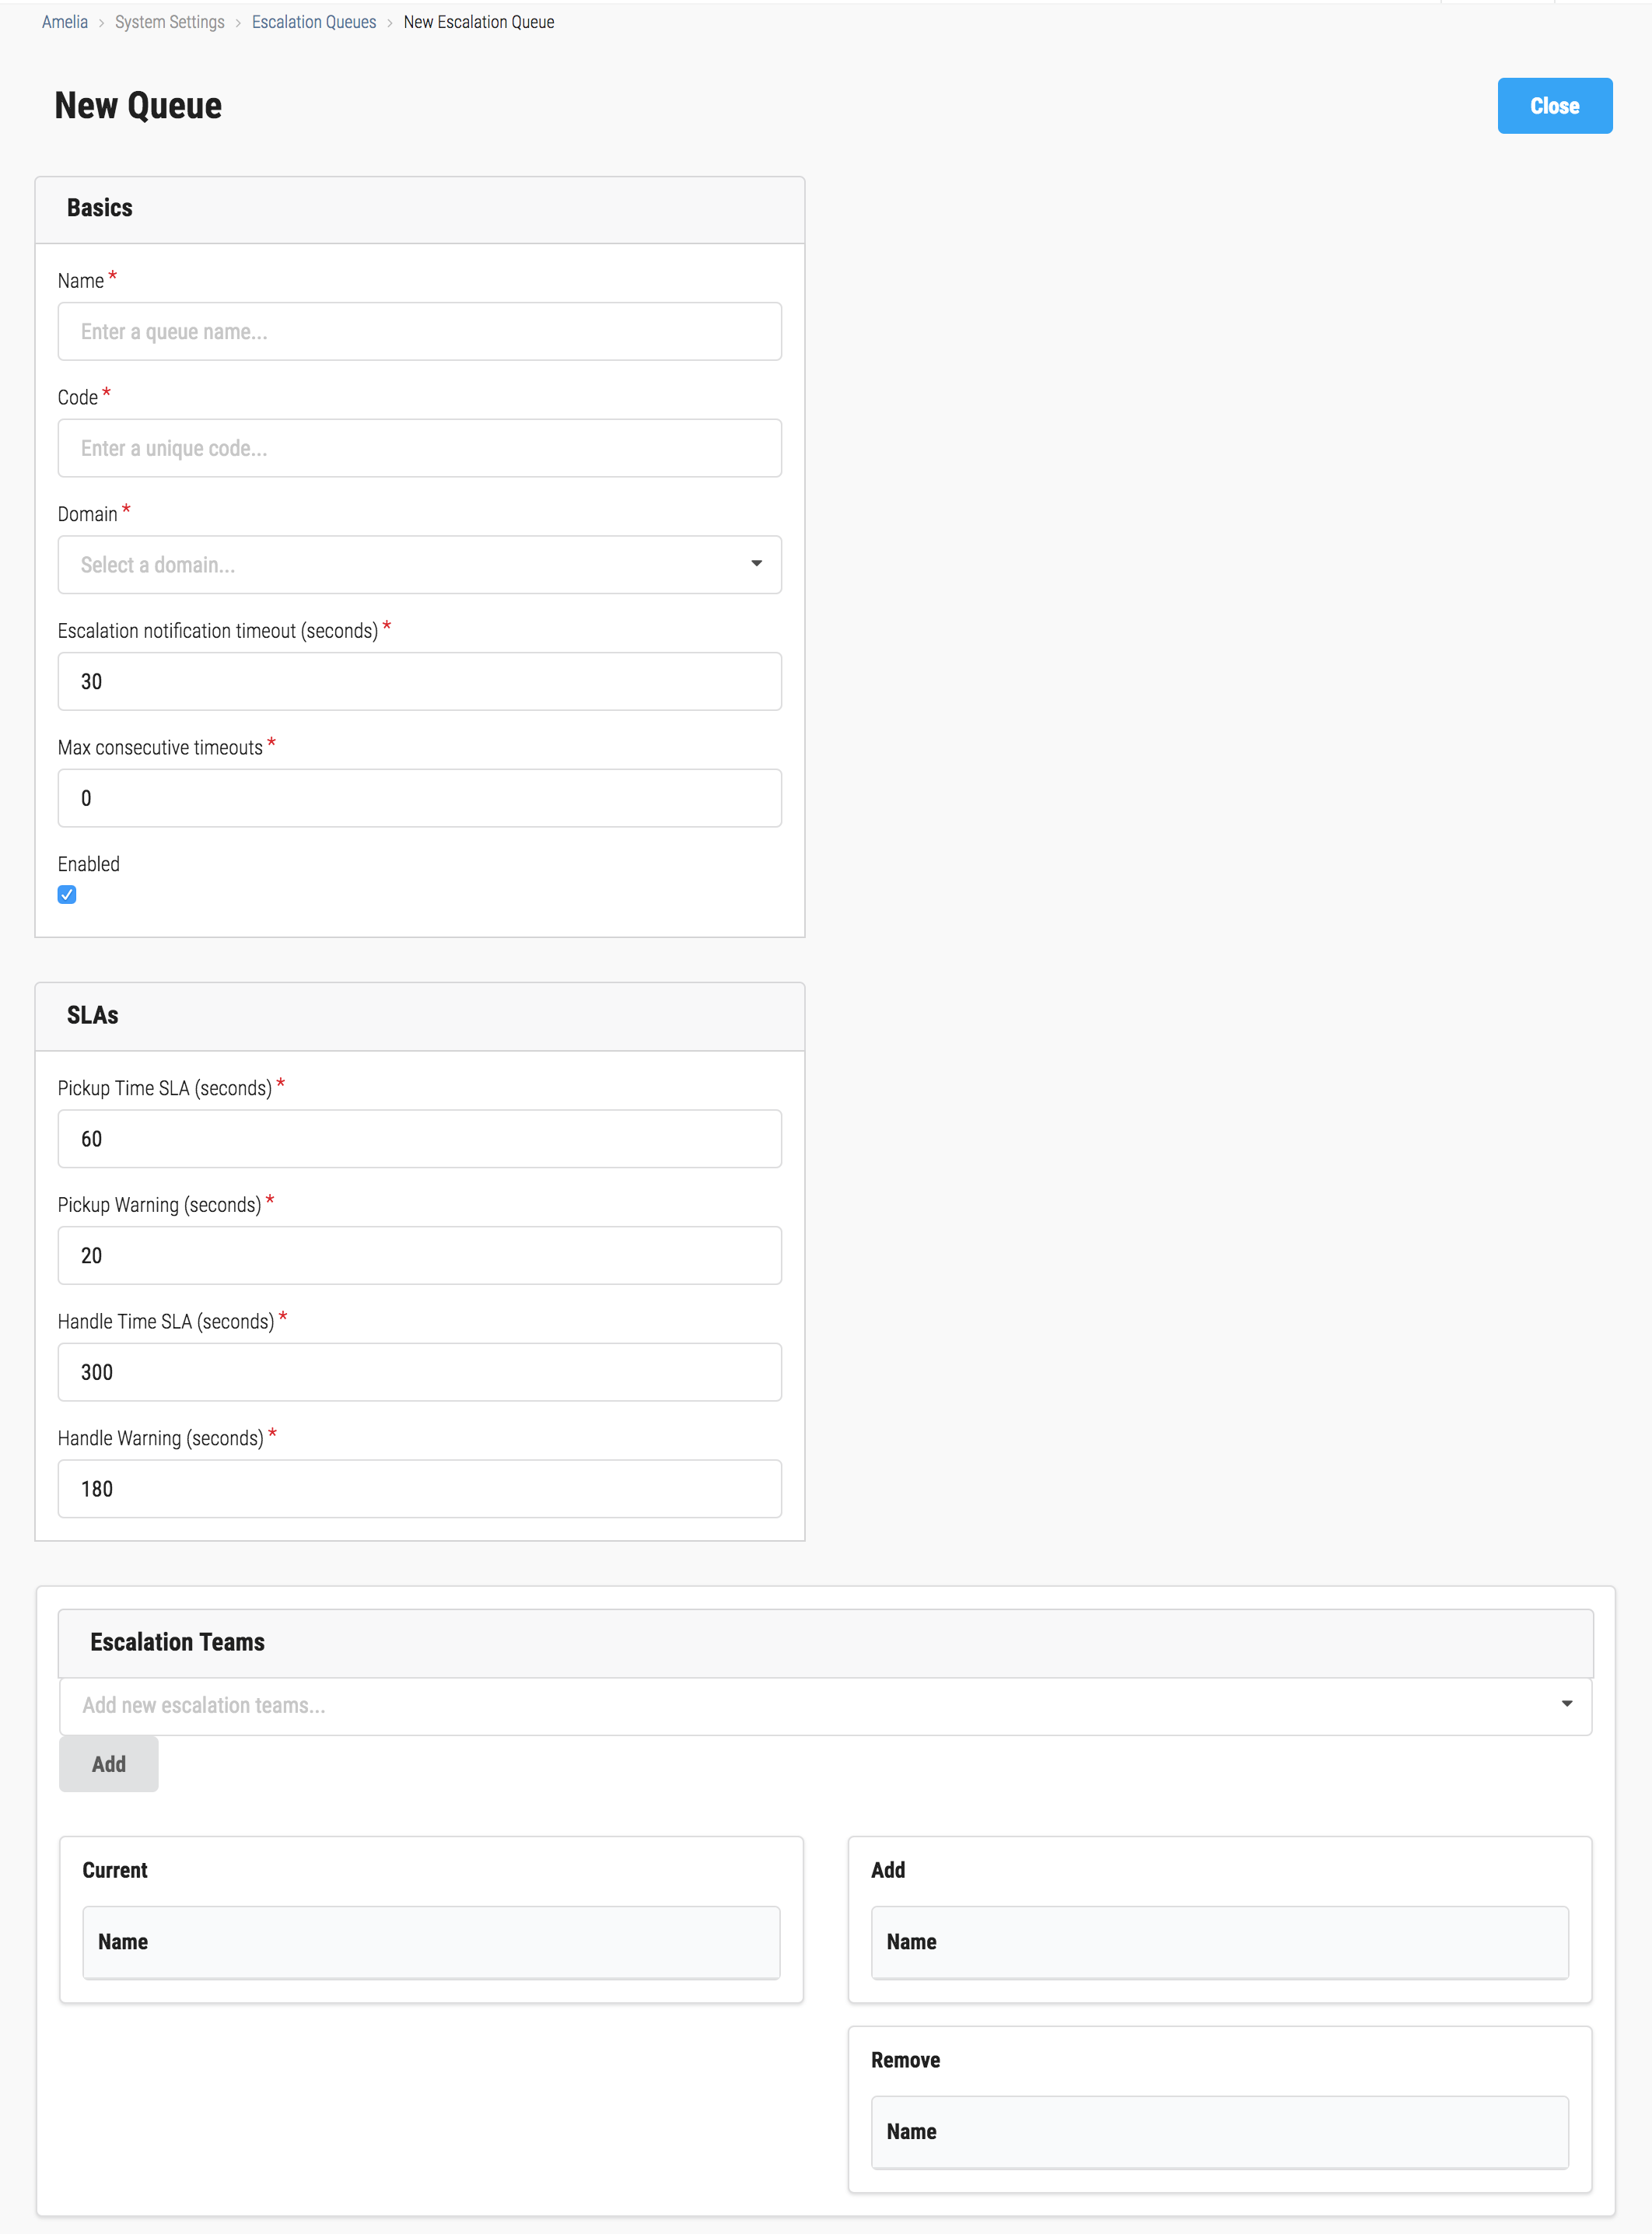 Amelia > System Settings > Escalation Queues > New Escalation Queue
New Queue
Close
Basics
Name *
Enter a queue name...
Code *
Enter a unique code...
Domain *
Select a domain...
Escalation notification timeout (seconds) *
30
Max consecutive timeouts *
0
Enabled
SLAs
Pickup Time SLA (seconds) *
60
Pickup Warning (seconds) *
20
Handle Time SLA (seconds) *
300
Handle Warning (seconds) *
180
Escalation Teams
Add new escalation teams...
Add
Current
Name
Add
Name
Remove
Name